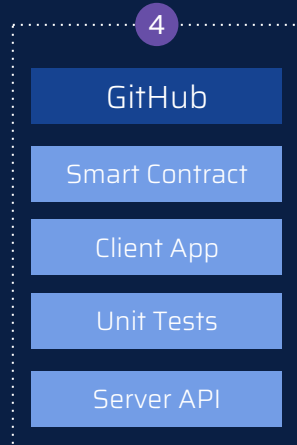 4
GitHub
Smart Contract
Client App
Unit Tests
Server API